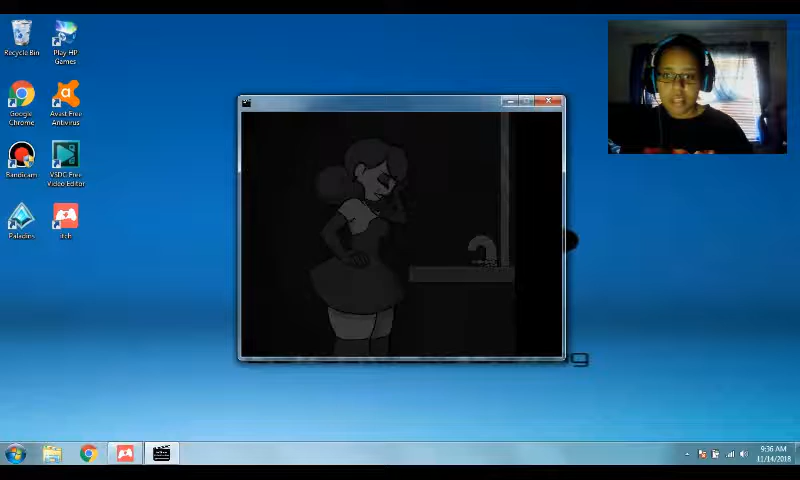 Recycle Bin
Play HP
Games
Google
Chrome
Avast Free
Antivirus
Bandicam
VSDC Free
Video Editor
Paladins
itch
g
9:36 AM
11/14/2018